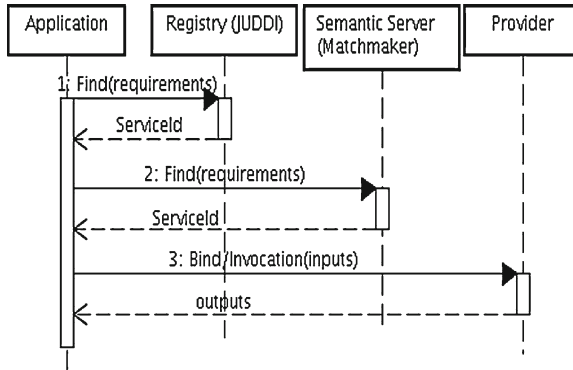 Application
Registry (JUDDI)
Semantic Server
(Matchmaker)
Provider
1: Find(requirements)
ServiceId
2: Find(requirements)
ServiceId
3: Bind/Invocation(inputs)
outputs